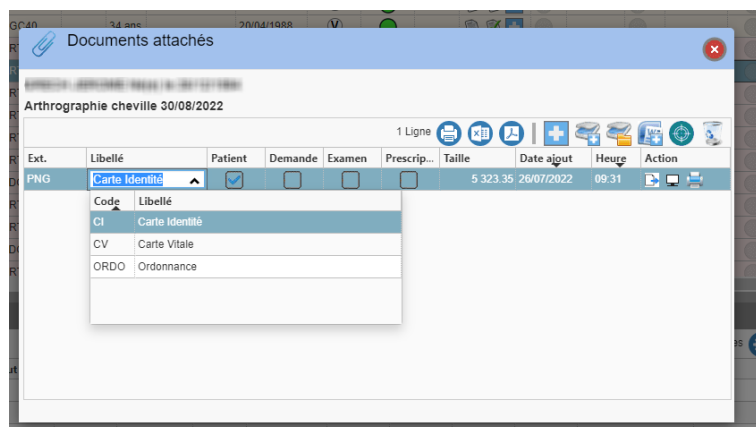 GC40 34 ans 20/04/1988 V
Documents attachés
Arthrographie cheville 30/08/2022
1 Ligne
Ext. Libellé Patient Demande Examen Prescrip... Taille Date ajout Heure Action
PNG Carte Identité 5 323.35 26/07/2022 09:31
Code Libellé
CI Carte Identité
CV Carte Vitale
ORDO Ordonnance